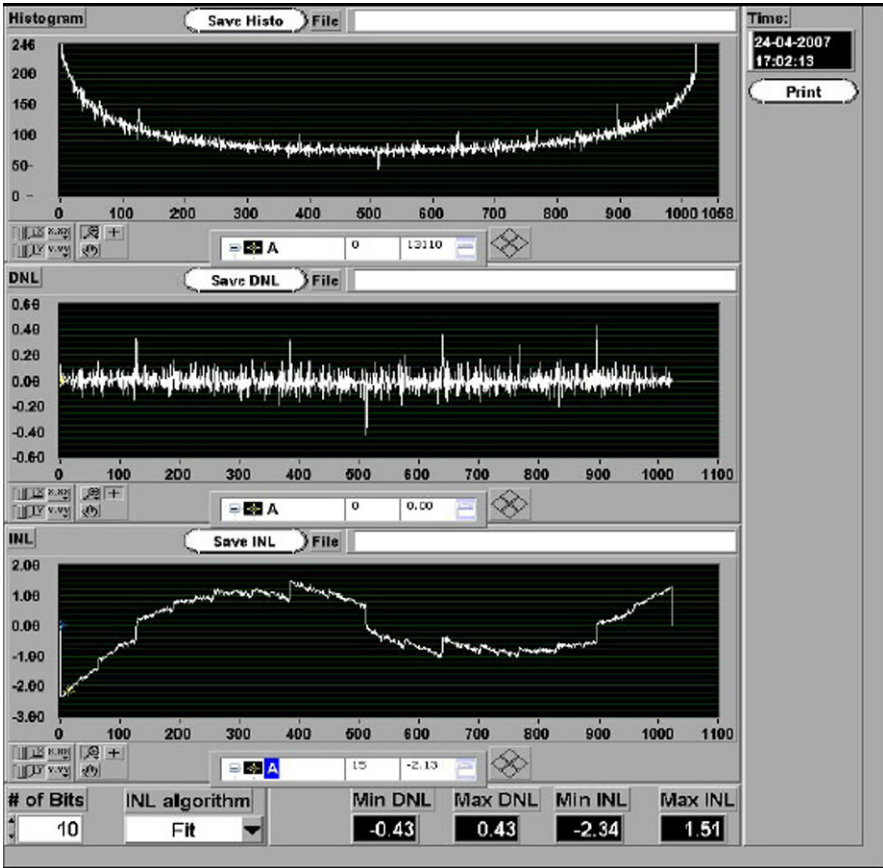 Histogram Save Histo File Time:
24-04-2007
17:02:13
Print
246
200
150
100
50-
0 -
0 100 200 300 400 500 600 700 800 900 1000 1058
A 0 13110
DNL Save DNL File
0.60
0.40
0.20
0.00
-0.20
-0.40
-0.60
0 100 200 300 400 500 600 700 800 900 1000 1100
A 0 0.00
INL Save INL File
2.00
1.00
0.00
-1.00
-2.00
-3.00
0 100 200 300 400 500 600 700 800 900 1000 1100
A 15 -2.13
# of Bits INL algorithm Min DNL Max DNL Min INL Max INL
10 Fit -0.43 0.43 -2.34 1.51